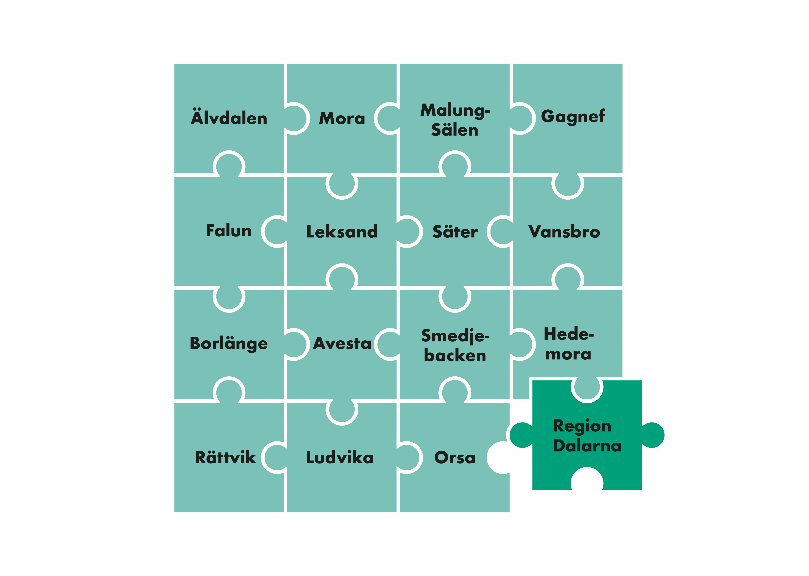 Älvdalen
Mora
Malung-
Sälen
Gagnef
Falun
Leksand
Säter
Vansbro
Borlänge
Avesta
Smedje-
backen
Hede-
mora
Rättvik
Ludvika
Orsa
Region
Dalarna